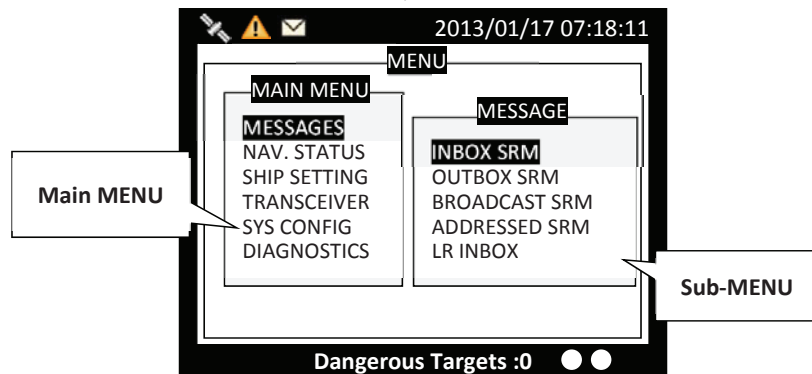 2013/01/17 07:18:11
MENU
MAIN MENU
MESSAGES
NAV. STATUS
SHIP SETTING
TRANSCEIVER
SYS CONFIG
DIAGNOSTICS
MESSAGE
INBOX SRM
OUTBOX SRM
BROADCAST SRM
ADDRESSED SRM
LR INBOX
Main MENU
Sub-MENU
Dangerous Targets :0